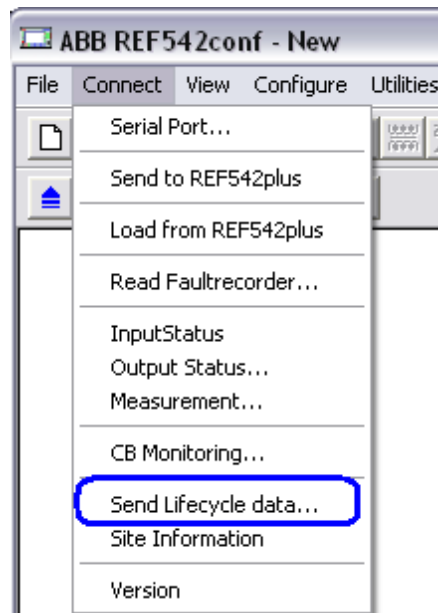 ABB REF542conf - New
File Connect View Configure Utilities
Serial Port...
Send to REF542plus
Load from REF542plus
Read Faultrecorder...
InputStatus
Output Status...
Measurement...
CB Monitoring...
Send Lifecycle data...
Site Information
Version